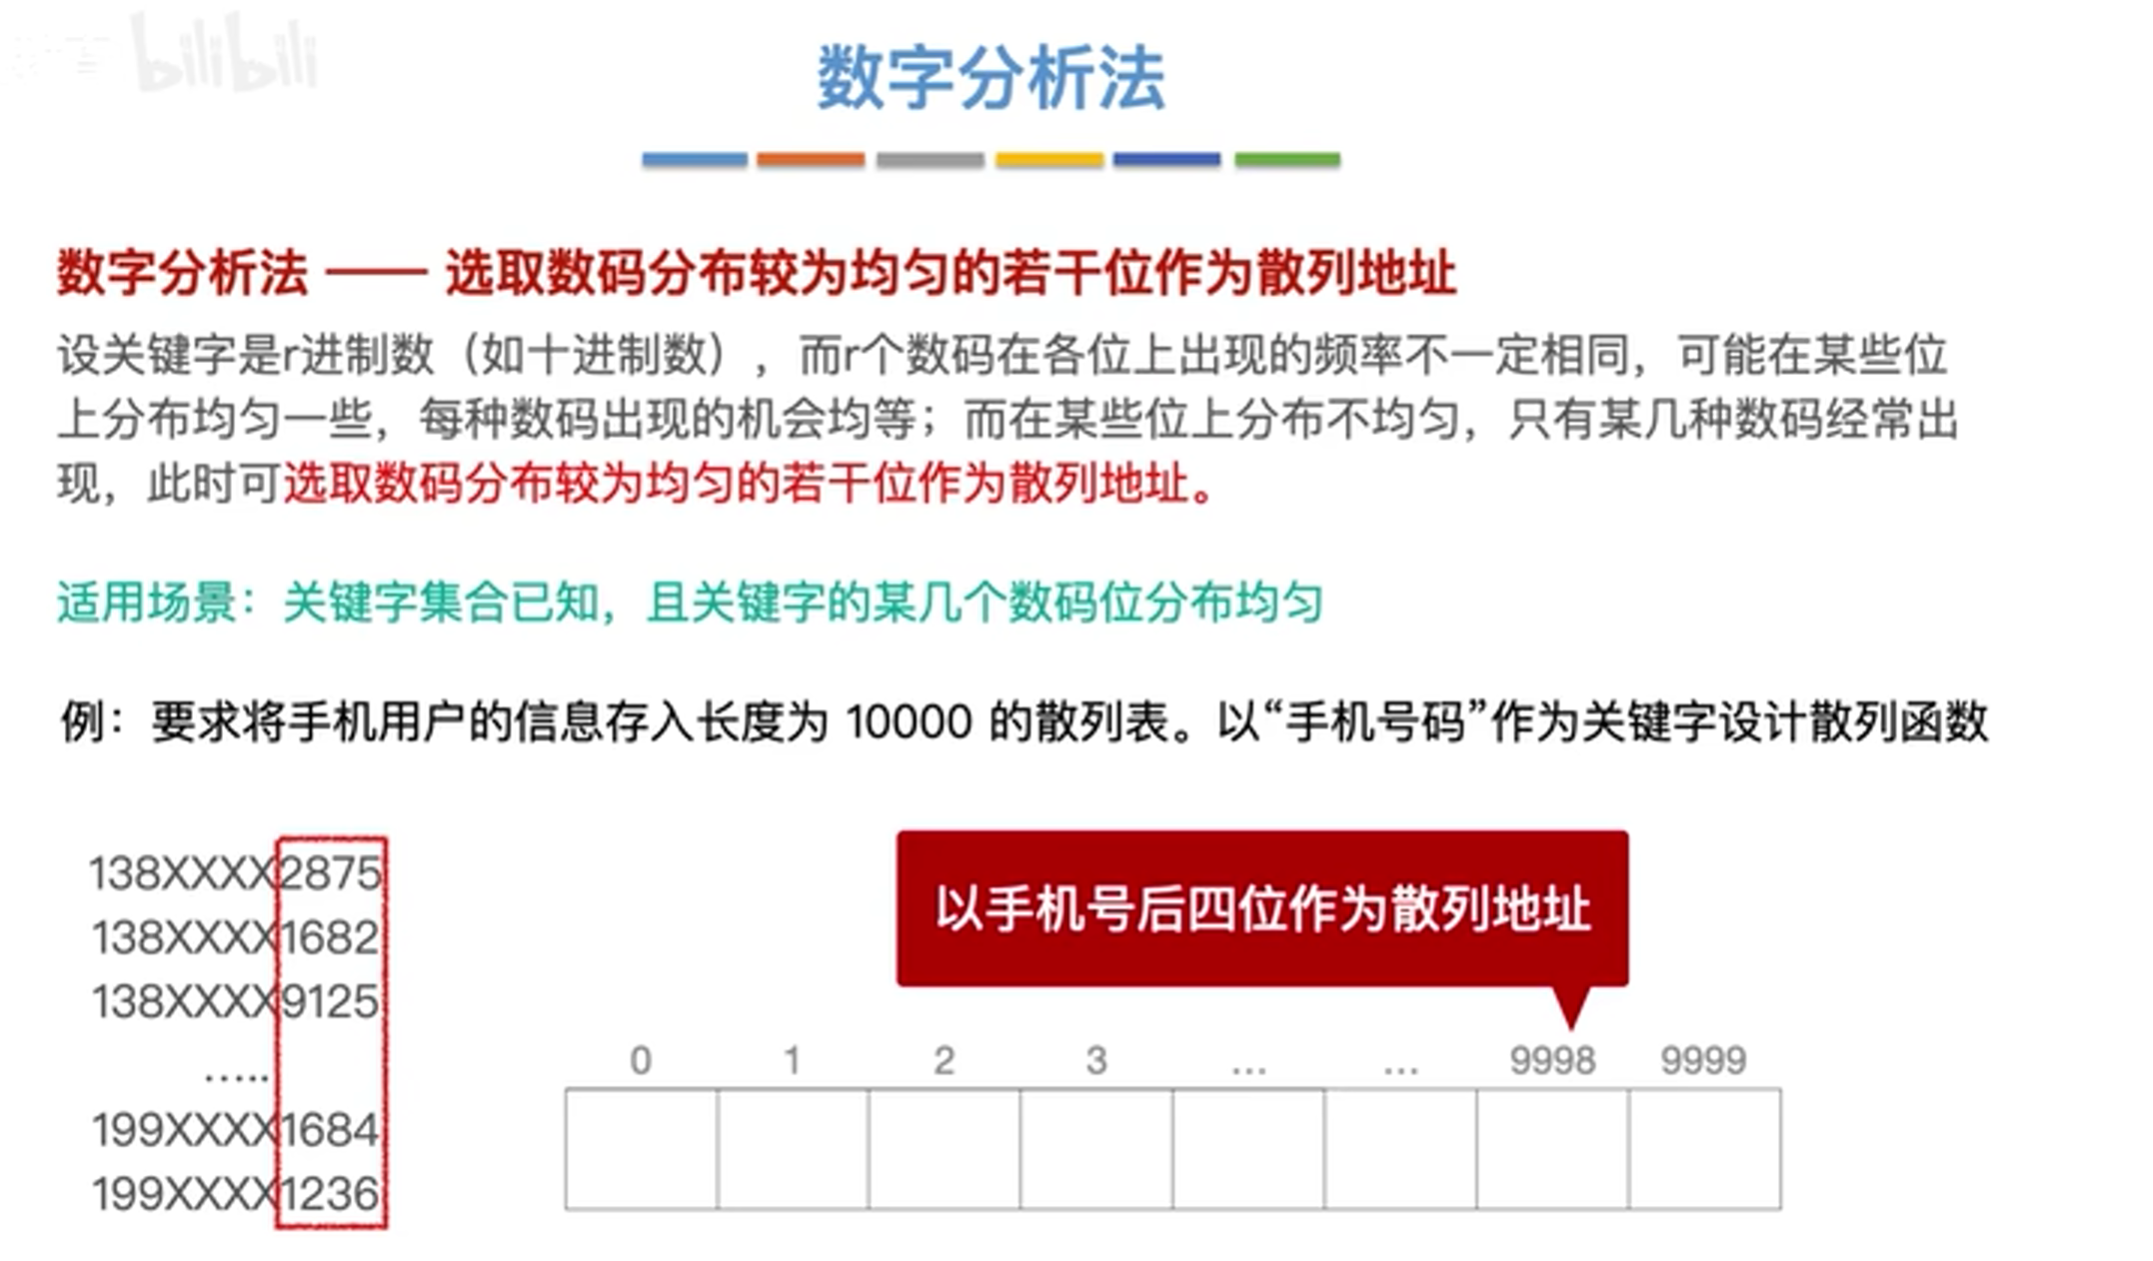 bilibili
数字分析法
数字分析法 —— 选取数码分布较为均匀的若干位作为散列地址
设关键字是r进制数（如十进制数），而r个数码在各位上出现的频率不一定相同，可能在某些位
上分布均匀一些，每种数码出现的机会均等；而在某些位上分布不均匀，只有某几种数码经常出
现，此时可选取数码分布较为均匀的若干位作为散列地址。
适用场景：关键字集合已知，且关键字的某几个数码位分布均匀
例：要求将手机用户的信息存入长度为 10000 的散列表。以“手机号码”作为关键字设计散列函数
138XXXX2875
138XXXX1682
138XXXX9125
.....
199XXXX1684
199XXXX1236
以手机号后四位作为散列地址
0 1 2 3 ... ... 9998 9999